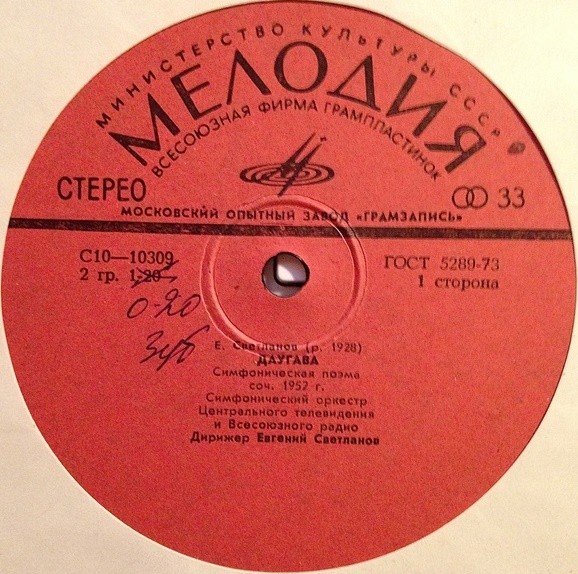 МИНИСТЕРСТВО КУЛЬТУРЫ СССР
МЕЛОДИЯ
ВСЕСОЮЗНАЯ ФИРМА ГРАМПЛАСТИНОК
СТЕРЕО
33
МОСКОВСКИЙ ОПЫТНЫЙ ЗАВОД «ГРАМЗАПИСЬ»
С10—10309
ГОСТ 5289-73
2 гр. 1-20
1 сторона
0-20
Е. Светланов (р. 1928)
ДАУГАВА
Симфоническая поэма
соч. 1952 г.
Симфонический оркестр
Центрального телевидения
и Всесоюзного радио
Дирижер Евгений Светланов